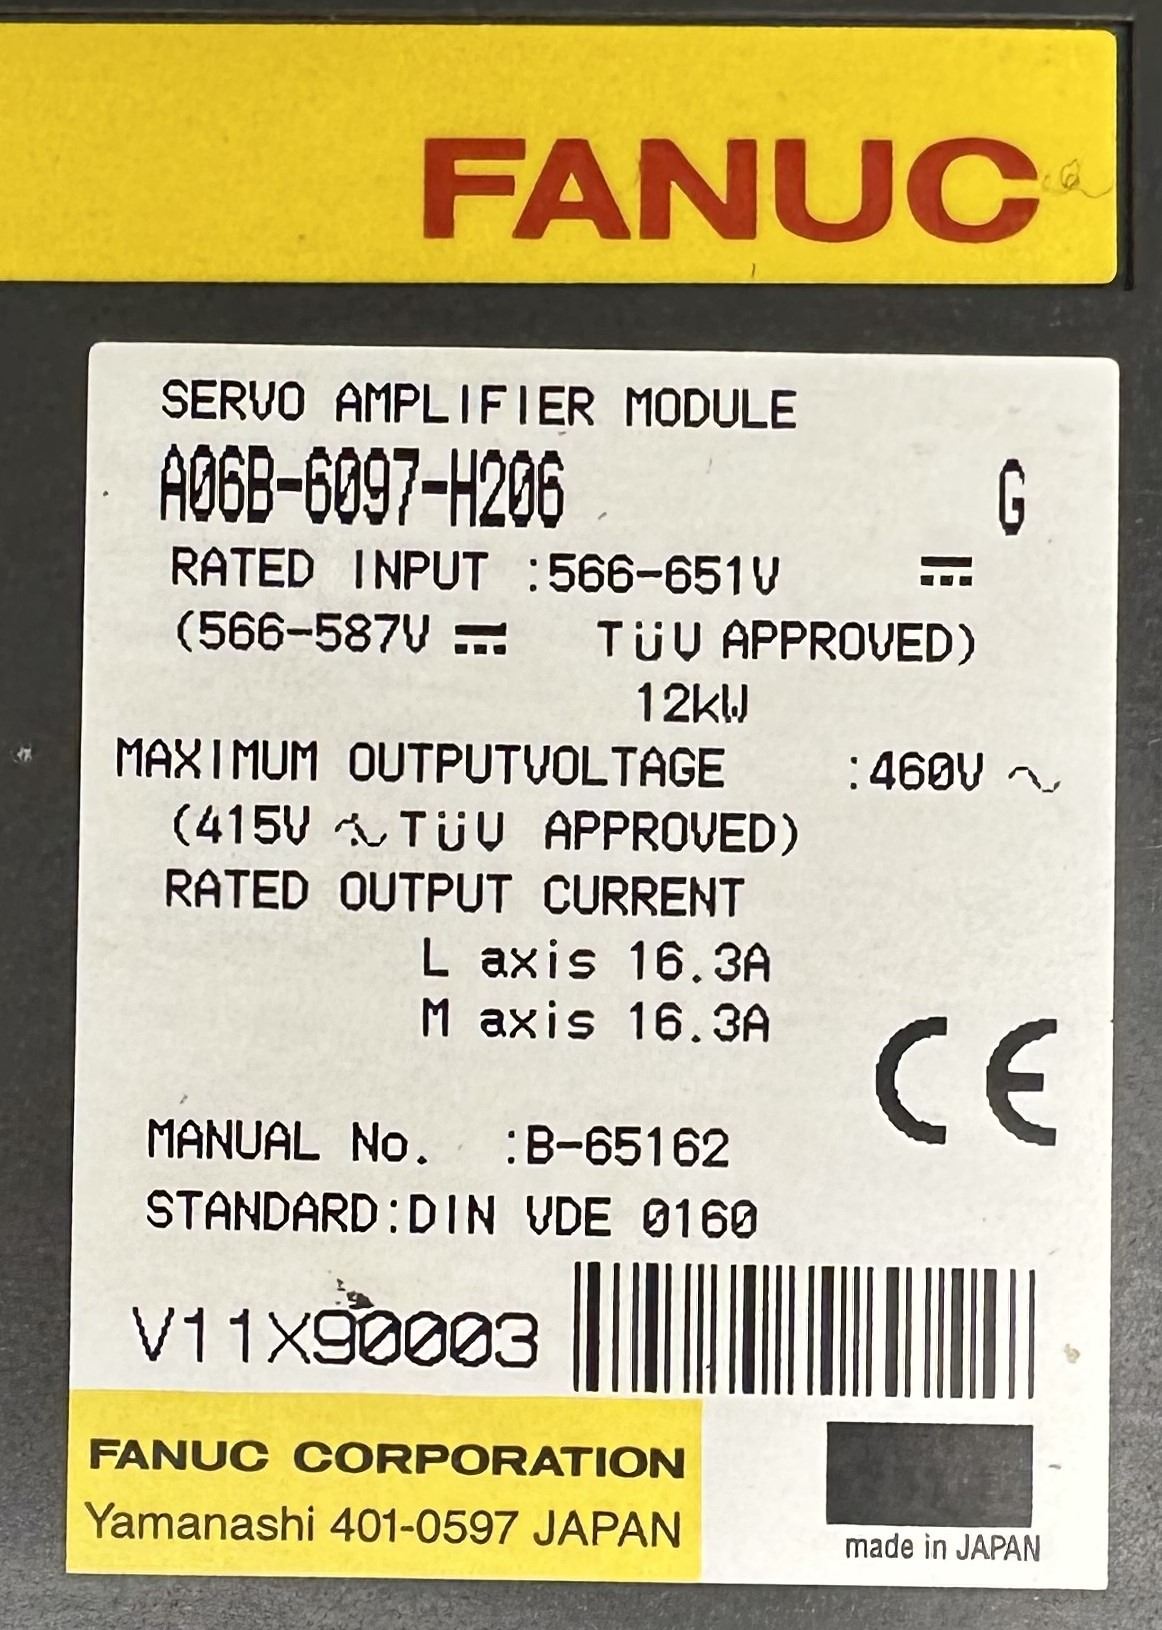 FANUC
SERVO AMPLIFIER MODULE
A06B-6097-H206 G
RATED INPUT :566-651V ⎓
(566-587V ⎓ TüV APPROVED)
12kW
MAXIMUM OUTPUTVOLTAGE :460V ~
(415V ~ TüV APPROVED)
RATED OUTPUT CURRENT
L axis 16.3A
M axis 16.3A
CE
MANUAL No. :B-65162
STANDARD:DIN VDE 0160
V11X90003
FANUC CORPORATION
Yamanashi 401-0597 JAPAN
made in JAPAN